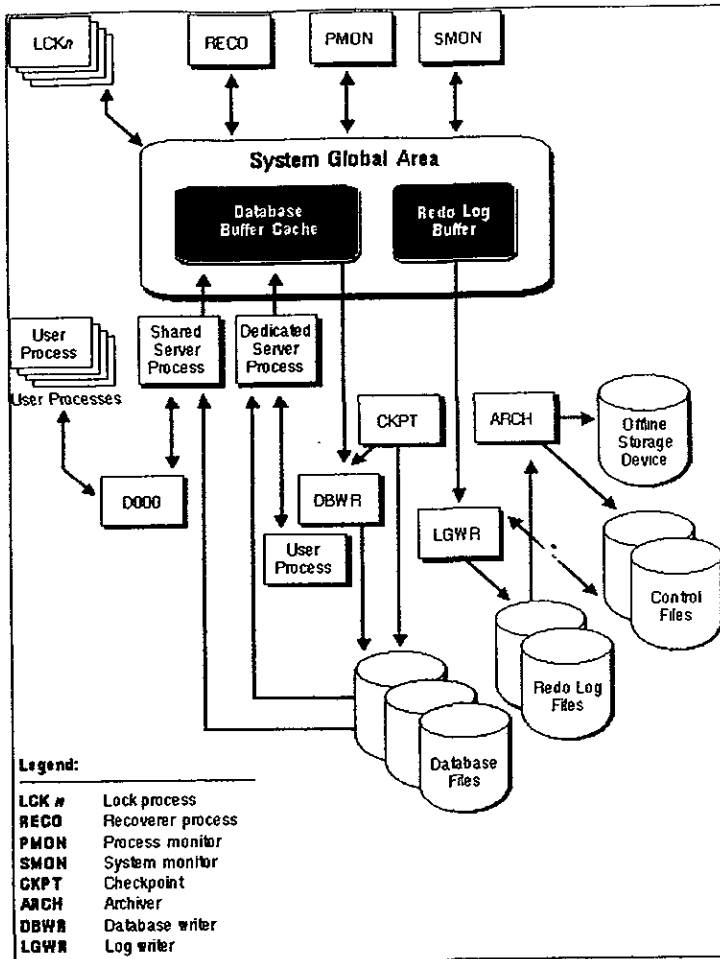 LCKn
RECO
PMON
SMON
System Global Area
Database
Buffer Cache
Redo Log
Buffer
User
Process
User Processes
Shared
Server
Process
Dedicated
Server
Process
CKPT
ARCH
Offline
Storage
Device
D000
DBWR
User
Process
LGWR
Control
Files
Redo Log
Files
Database
Files
Legend:
LCK n Lock process
RECO Recoverer process
PMON Process monitor
SMON System monitor
CKPT Checkpoint
ARCH Archiver
DBWR Database writer
LGWR Log writer